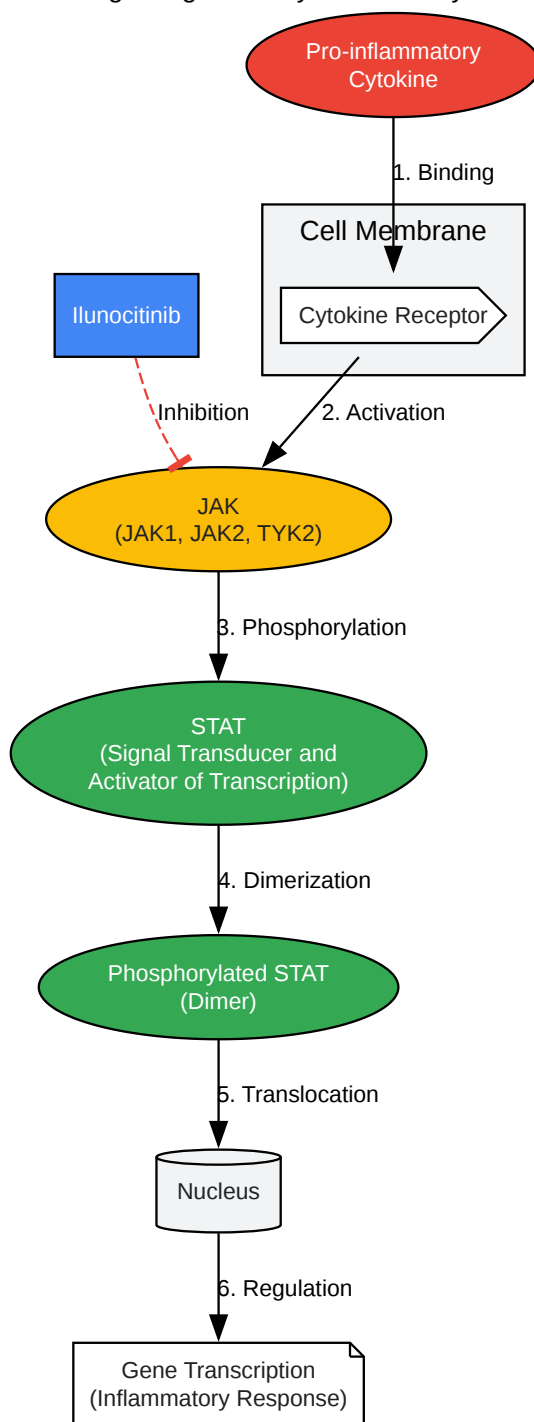 Pro-inflammatory
Cytokine
1. Binding
Cell Membrane
Ilunocitinib
Cytokine Receptor
Inhibition
2. Activation
JAK
(JAK1, JAK2, TYK2)
3. Phosphorylation
STAT
(Signal Transducer and
Activator of Transcription)
4. Dimerization
Phosphorylated STAT
(Dimer)
5. Translocation
Nucleus
6. Regulation
Gene Transcription
(Inflammatory Response)